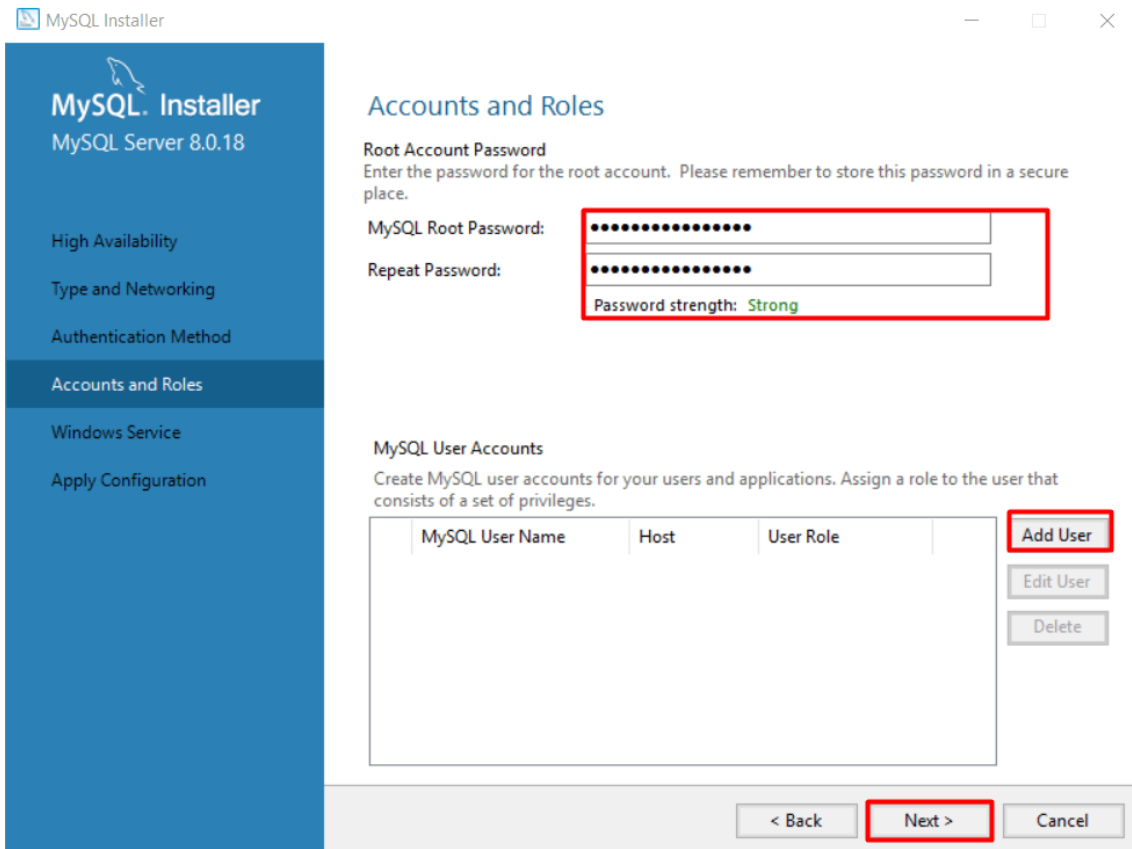 MySQL Installer
MySQL. Installer
MySQL Server 8.0.18
High Availability
Type and Networking
Authentication Method
Accounts and Roles
Windows Service
Apply Configuration
Accounts and Roles
Root Account Password
Enter the password for the root account. Please remember to store this password in a secure
place.
MySQL Root Password: ●●●●●●●●●●●●●●●●
Repeat Password: ●●●●●●●●●●●●●●●●
Password strength: Strong
MySQL User Accounts
Create MySQL user accounts for your users and applications. Assign a role to the user that
consists of a set of privileges.
MySQL User Name Host User Role
Add User
Edit User
Delete
< Back Next > Cancel